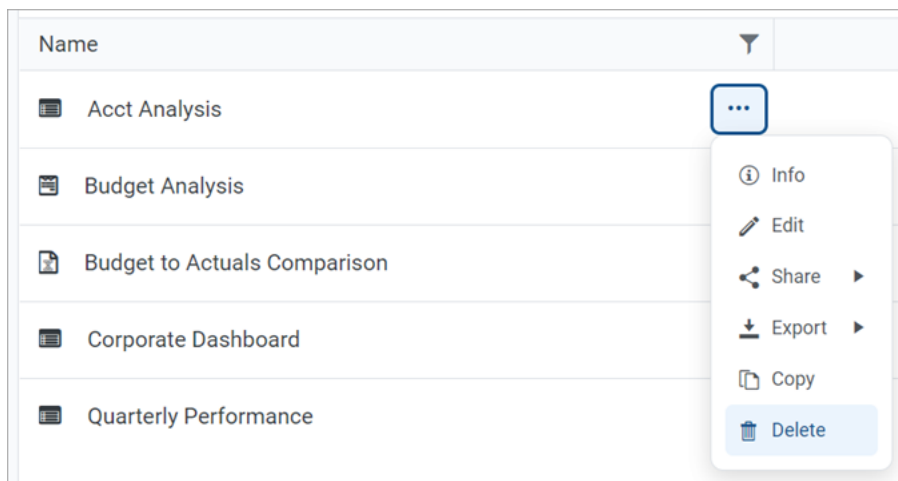 Name
Acct Analysis
Budget Analysis
Budget to Actuals Comparison
Corporate Dashboard
Quarterly Performance
Info
Edit
Share
Export
Copy
Delete